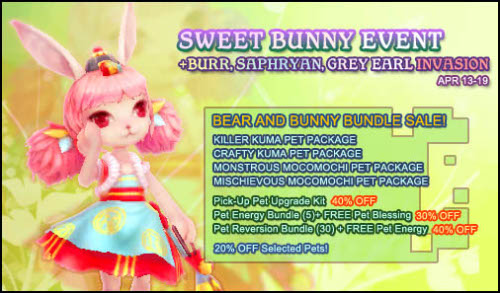 SWEET BUNNY EVENT
+BURR, SAPHRYAN, GREY EARL INVASION
APR 13-19
BEAR AND BUNNY BUNDLE SALE!
KILLER KUMA PET PACKAGE
CRAFTY KUMA PET PACKAGE
MONSTROUS MOCOMOCHI PET PACKAGE
MISCHIEVOUS MOCOMOCHI PET PACKAGE
Pick-Up Pet Upgrade Kit 40% OFF
Pet Energy Bundle (5)+ FREE Pet Blessing 30% OFF
Pet Reversion Bundle (30) + FREE Pet Energy 40% OFF
20% OFF Selected Pets!